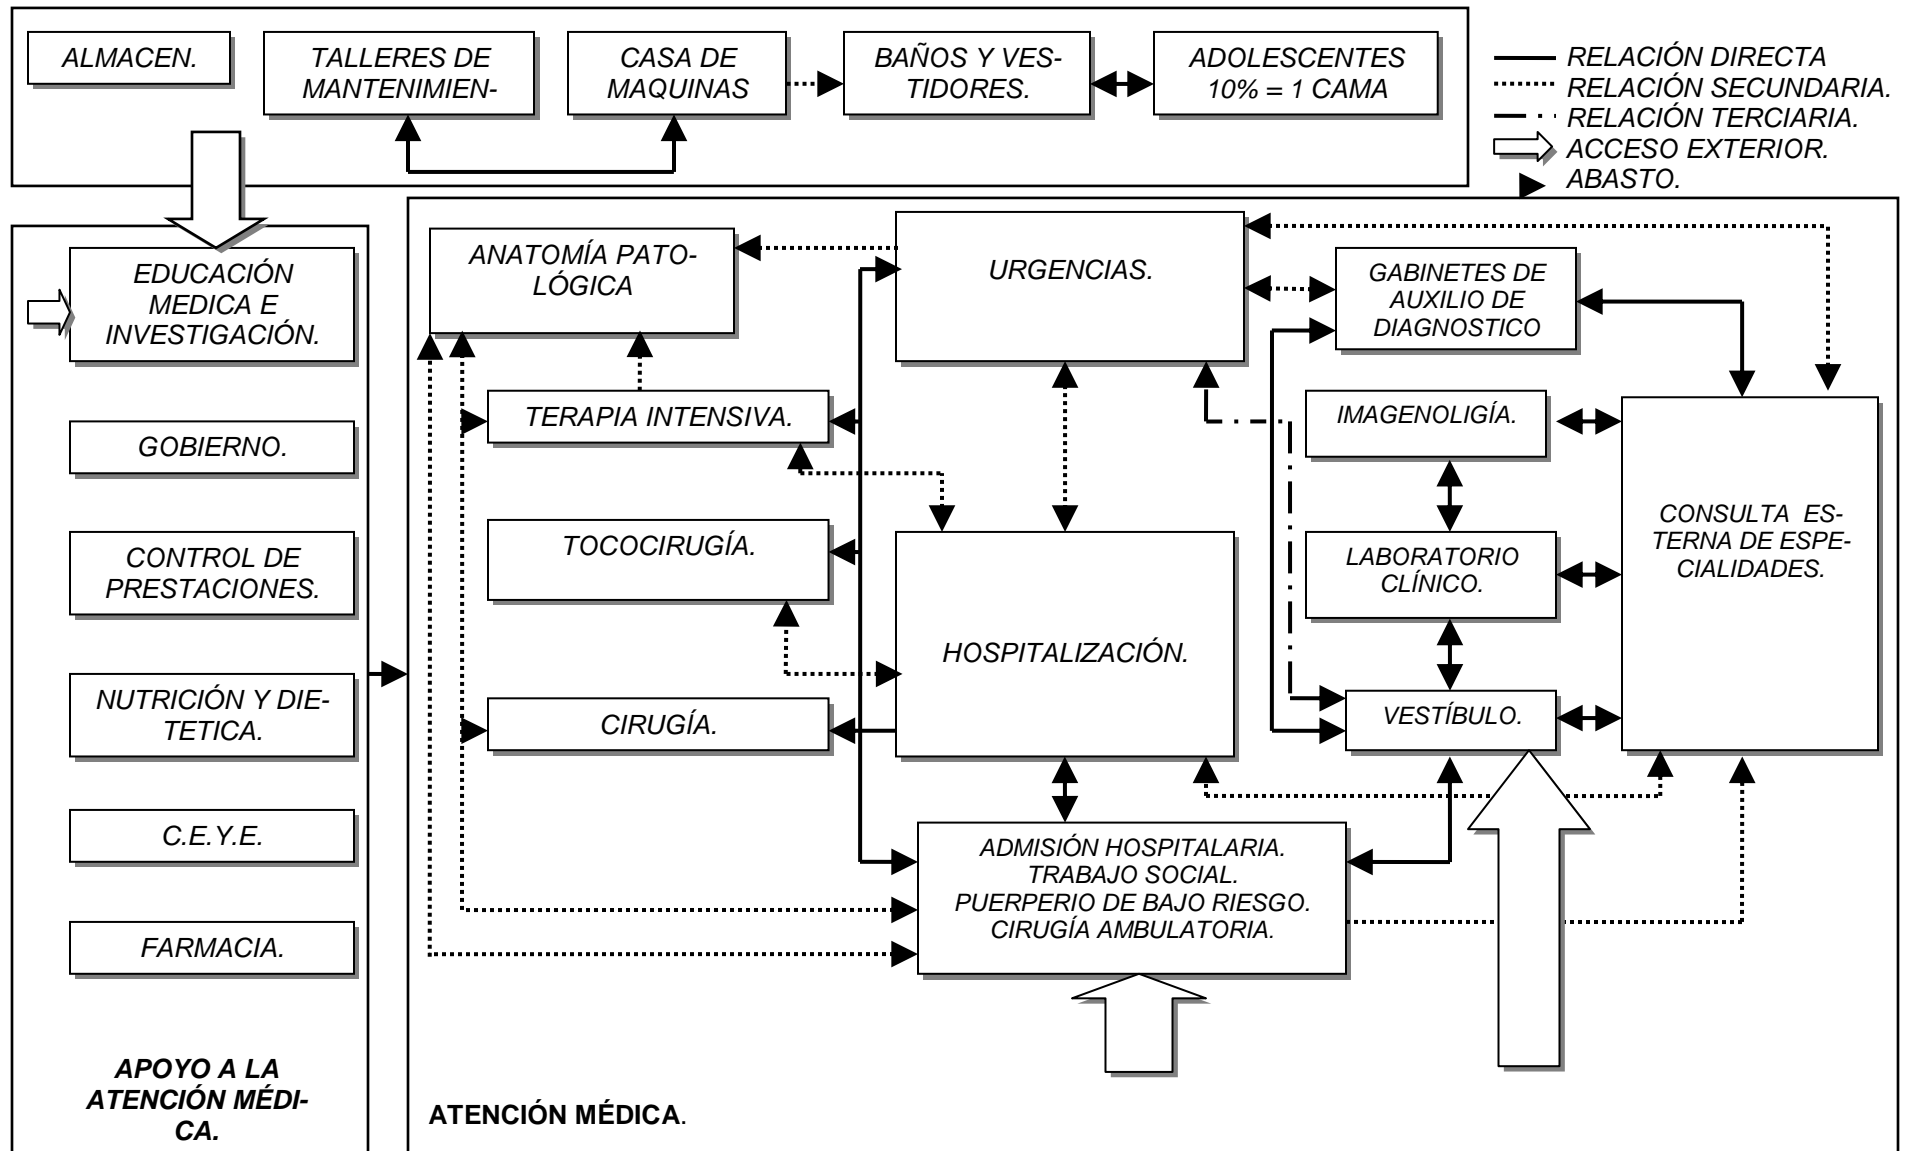 ALMACEN.
TALLERES DE
MANTENIMIEN-
CASA DE
MAQUINAS
BAÑOS Y VES-
TIDORES.
ADOLESCENTES
10% = 1 CAMA
RELACIÓN DIRECTA
RELACIÓN SECUNDARIA.
RELACIÓN TERCIARIA.
ACCESO EXTERIOR.
ABASTO.
EDUCACIÓN
MEDICA E
INVESTIGACIÓN.
GOBIERNO.
CONTROL DE
PRESTACIONES.
NUTRICIÓN Y DIE-
TETICA.
C.E.Y.E.
FARMACIA.
APOYO A LA
ATENCIÓN MÉDI-
CA.
ANATOMÍA PATO-
LÓGICA
URGENCIAS.
GABINETES DE
AUXILIO DE
DIAGNOSTICO
TERAPIA INTENSIVA.
IMAGENOLIGÍA.
TOCOCIRUGÍA.
LABORATORIO
CLÍNICO.
CONSULTA ES-
TERNA DE ESPE-
CIALIDADES.
HOSPITALIZACIÓN.
CIRUGÍA.
VESTÍBULO.
ADMISIÓN HOSPITALARIA.
TRABAJO SOCIAL.
PUERPERIO DE BAJO RIESGO.
CIRUGÍA AMBULATORIA.
ATENCIÓN MÉDICA.